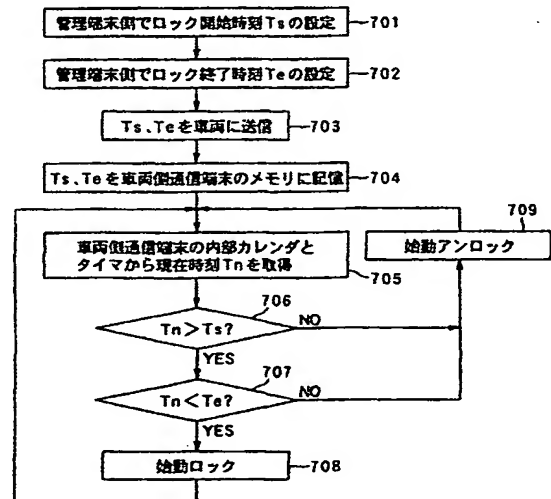 管理端末側でロック開始時刻Tsの設定 701
管理端末側でロック終了時刻Teの設定 702
Ts、Teを車両に送信 703
Ts、Teを車両側通信端末のメモリに記憶 704
709
始動アンロック
車両側通信端末の内部カレンダと
タイマから現在時刻Tnを取得
705
706
Tn>Ts? NO
YES
707
Tn<Te? NO
YES
始動ロック 708